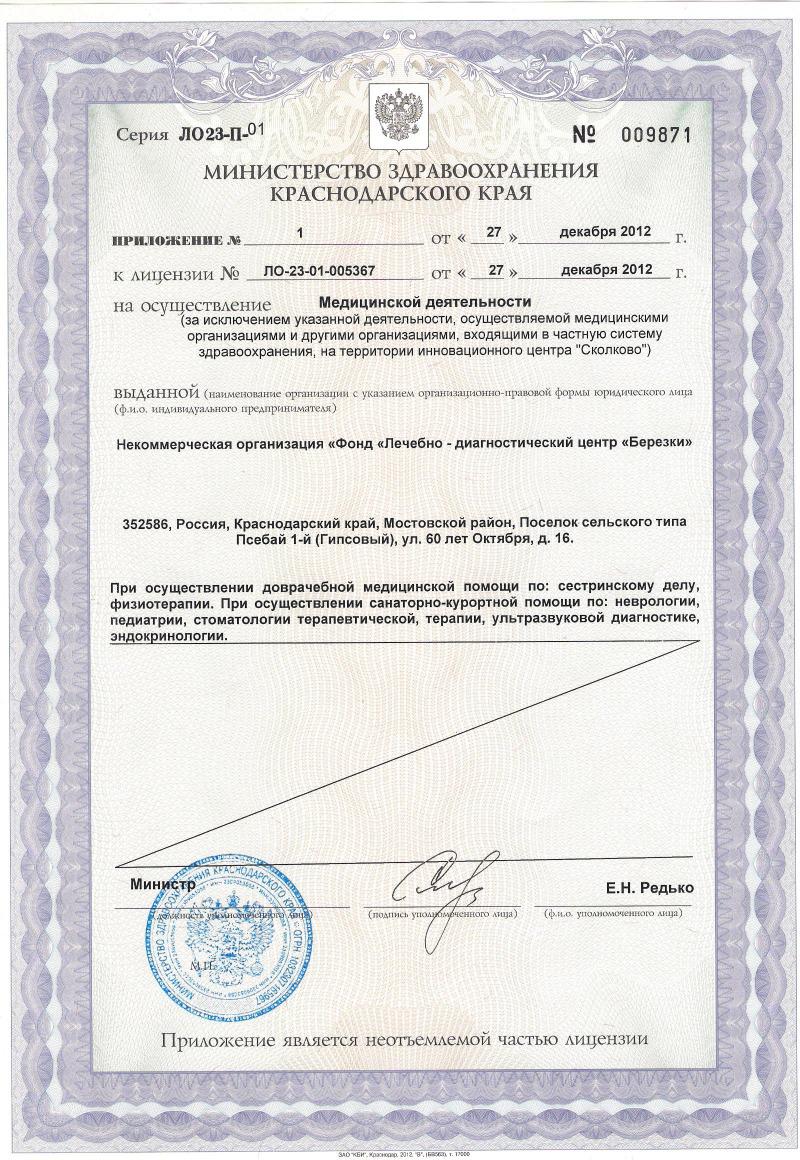 Серия ЛО23-П-01
№ 009871
МИНИСТЕРСТВО ЗДРАВООХРАНЕНИЯ
КРАСНОДАРСКОГО КРАЯ
ПРИЛОЖЕНИЕ № 1 от « 27 » декабря 2012 г.
к лицензии № ЛО-23-01-005367 от « 27 » декабря 2012 г.
на осуществление Медицинской деятельности
(за исключением указанной деятельности, осуществляемой медицинскими
организациями и другими организациями, входящими в частную систему
здравоохранения, на территории инновационного центра "Сколково")
выданной (наименование организации с указанием организационно-правовой формы юридического лица
(ф.и.о. индивидуального предпринимателя)
Некоммерческая организация «Фонд «Лечебно - диагностический центр «Березки»
352586, Россия, Краснодарский край, Мостовской район, Поселок сельского типа
Псебай 1-й (Гипсовый), ул. 60 лет Октября, д. 16.
При осуществлении доврачебной медицинской помощи по: сестринскому делу,
физиотерапии. При осуществлении санаторно-курортной помощи по: неврологии,
педиатрии, стоматологии терапевтической, терапии, ультразвуковой диагностике,
эндокринологии.
Министр
Е.Н. Редько
(должность уполномоченного лица)
(подпись уполномоченного лица)
(ф.и.о. уполномоченного лица)
М.П.
МИНИСТЕРСТВО ЗДРАВООХРАНЕНИЯ КРАСНОДАРСКОГО КРАЯ
ОГРН 1032307165967
Приложение является неотъемлемой частью лицензии
ЗАО "КБИ", Краснодар, 2012, "В", (БВ563), т. 17000